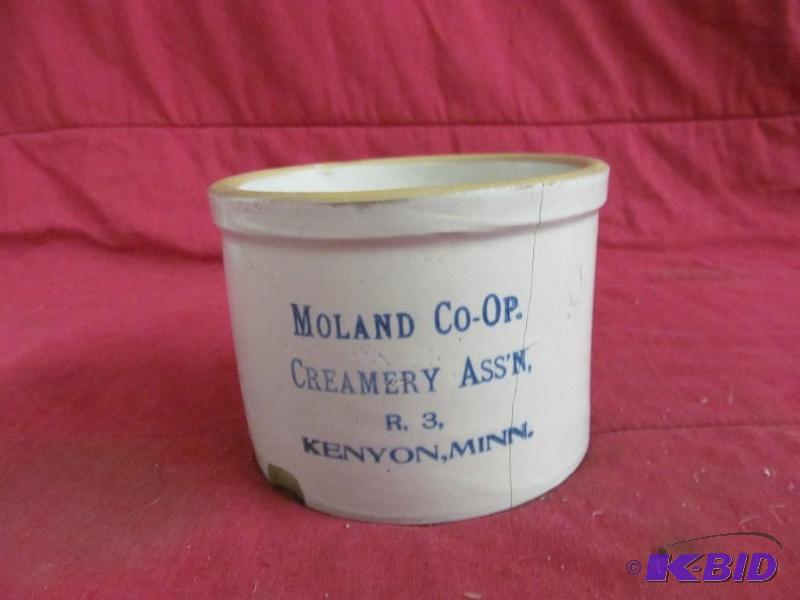 MOLAND CO-OP.
CREAMERY ASS'N,
R. 3,
KENYON, MINN.
© K-BID